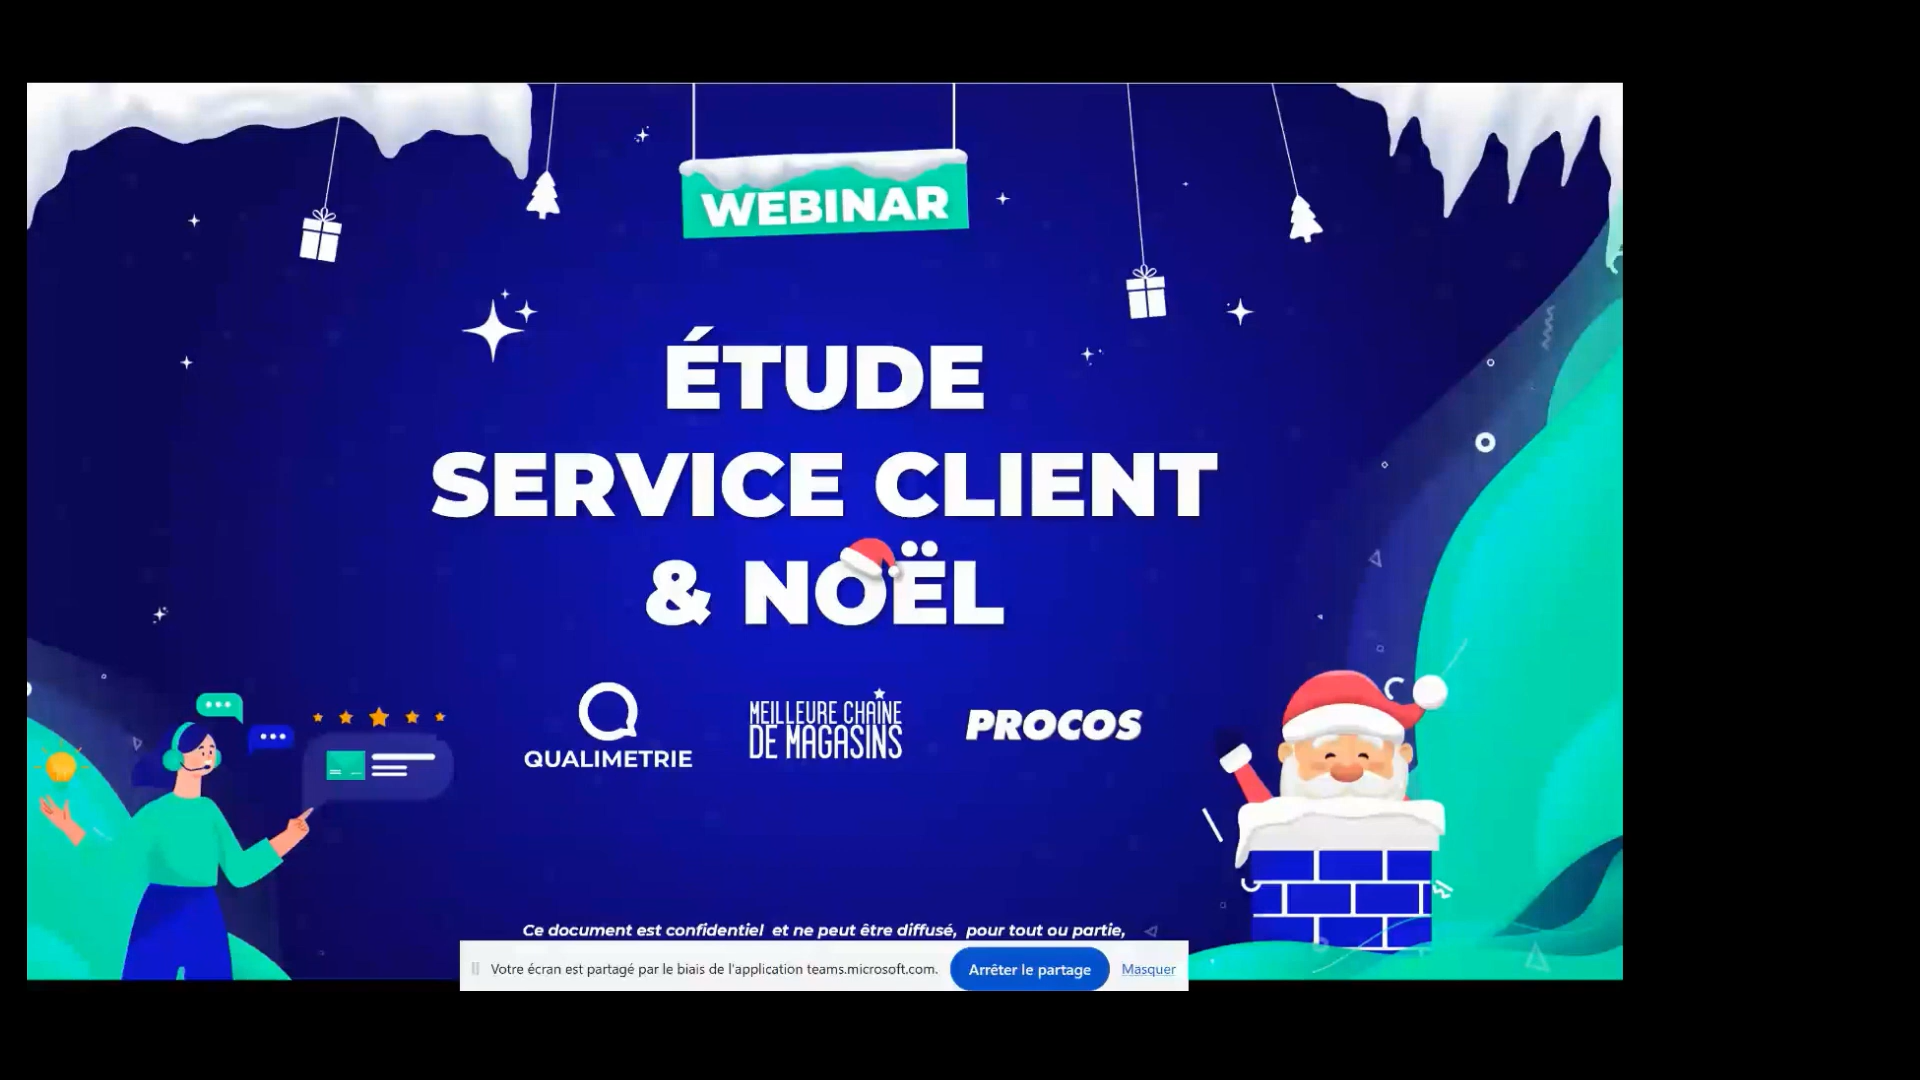 WEBINAR
ÉTUDE
SERVICE CLIENT
& NOËL
QUALIMETRIE
MEILLEURE CHAÎNE
DE MAGASINS
PROCOS
Ce document est confidentiel et ne peut être diffusé, pour tout ou partie,
Votre écran est partagé par le biais de l'application teams.microsoft.com.
Arrêter le partage
Masquer